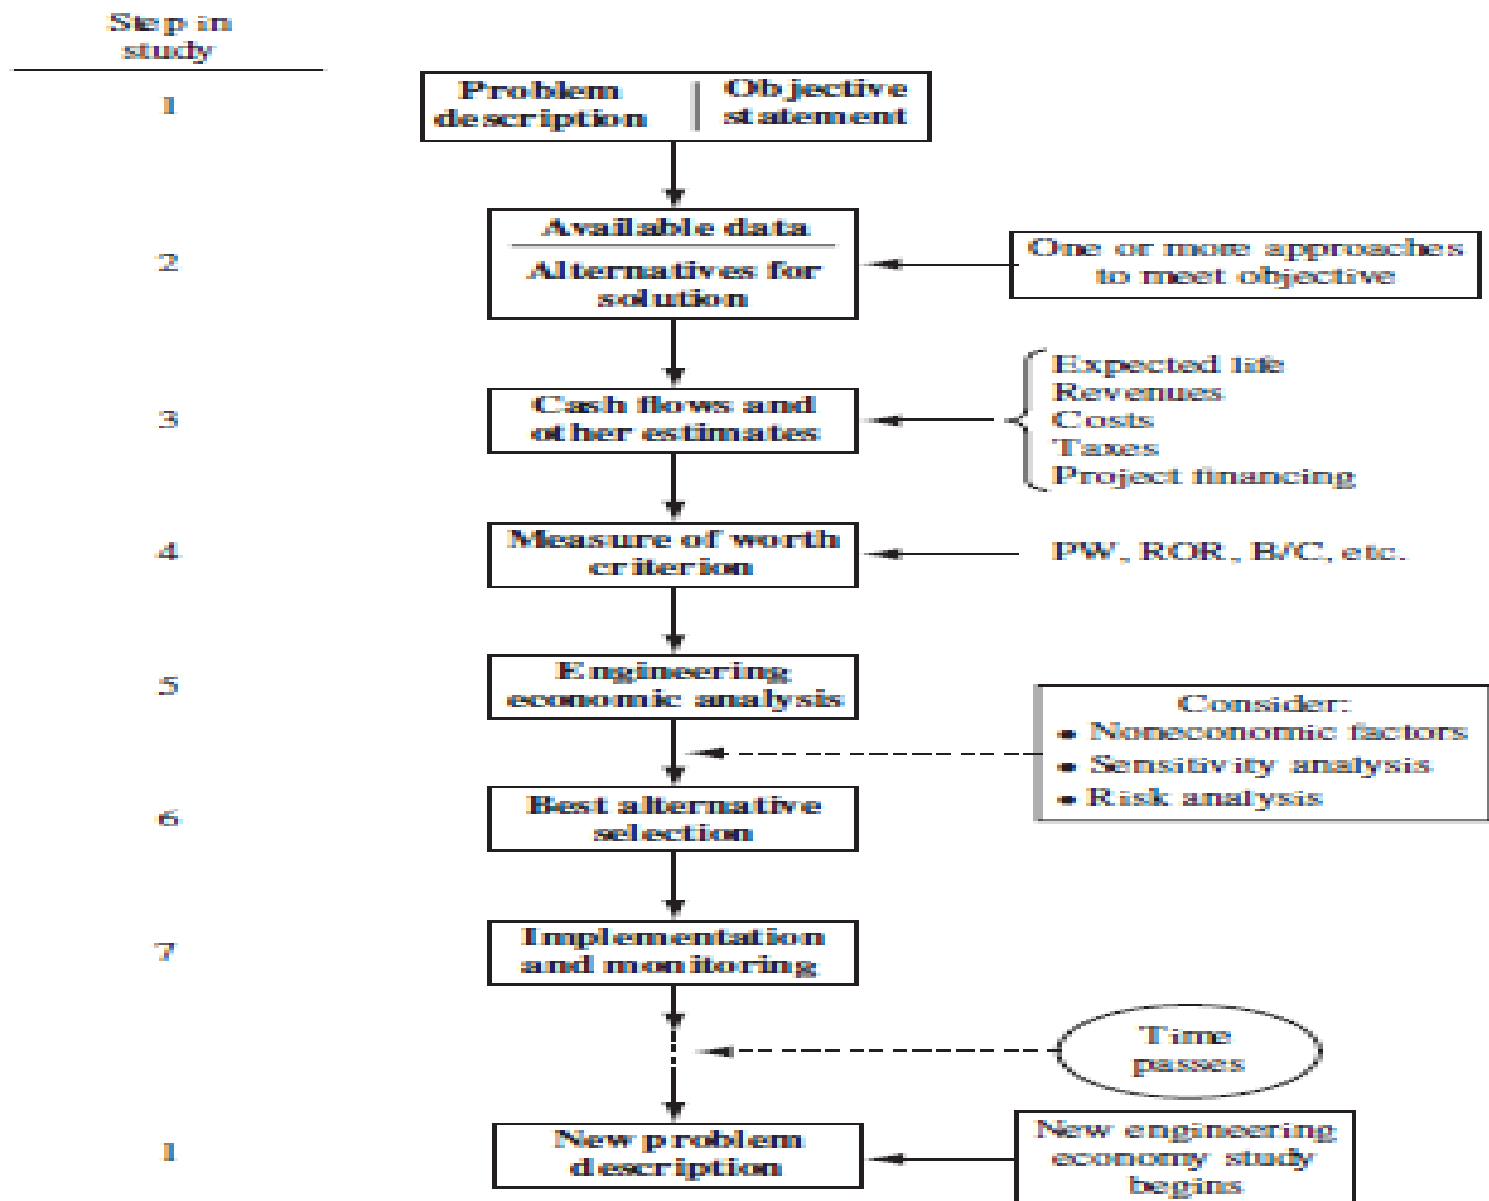 Step in
study
1
Problem
description
Objective
statement
2
Available data
Alternatives for
solution
One or more approaches
to meet objective
3
Cash flows and
other estimates
Expected life
Revenues
Costs
Taxes
Project financing
4
Measure of worth
criterion
PW, ROR, B/C, etc.
5
Engineering
economic analysis
Consider:
• Noneconomic factors
• Sensitivity analysis
• Risk analysis
6
Best alternative
selection
7
Implementation
and monitoring
Time
passes
1
New problem
description
New engineering
economy study
begins